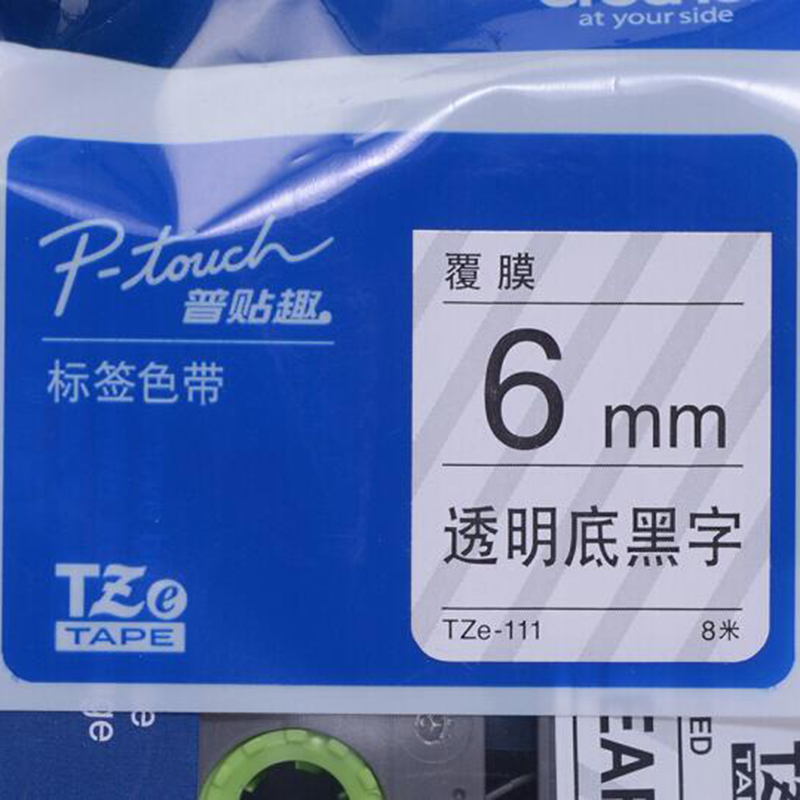 at your side
P-touch
普贴趣
标签色带
TZe
TAPE
覆膜
6 mm
透明底黑字
TZe-111
8米